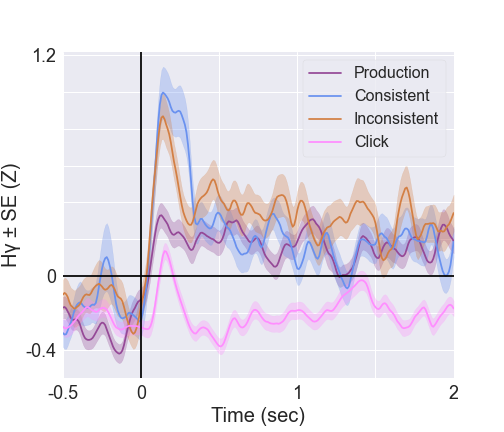 1.2
Production
Consistent
Inconsistent
Click
Hγ ± SE (Z)
0
-0.4
-0.5 0 1 2
Time (sec)